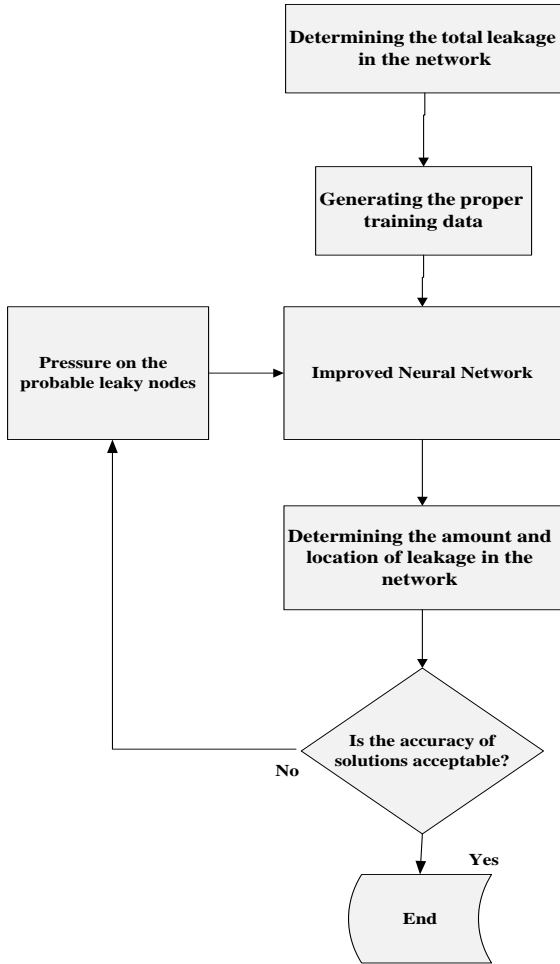 Determining the total leakage
in the network
Generating the proper
training data
Pressure on the
probable leaky nodes
Improved Neural Network
Determining the amount and
location of leakage in the
network
Is the accuracy of
solutions acceptable?
No
Yes
End